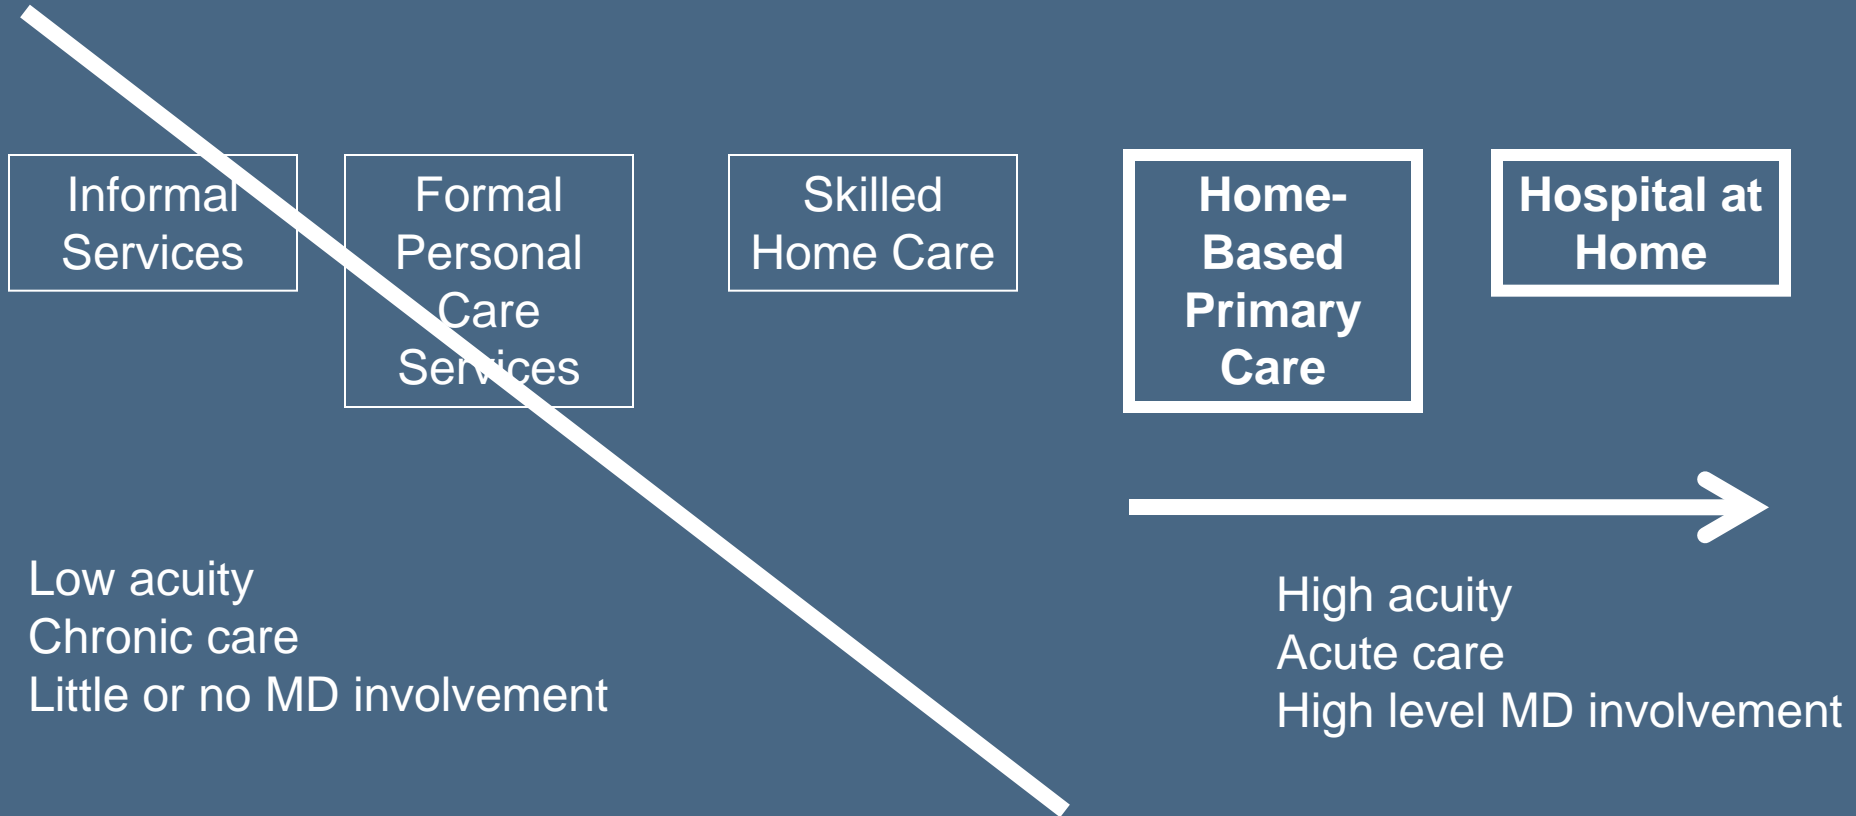 Informal
Services
Formal
Personal
Care
Services
Skilled
Home Care
Home-
Based
Primary
Care
Hospital at
Home
Low acuity
Chronic care
Little or no MD involvement
High acuity
Acute care
High level MD involvement